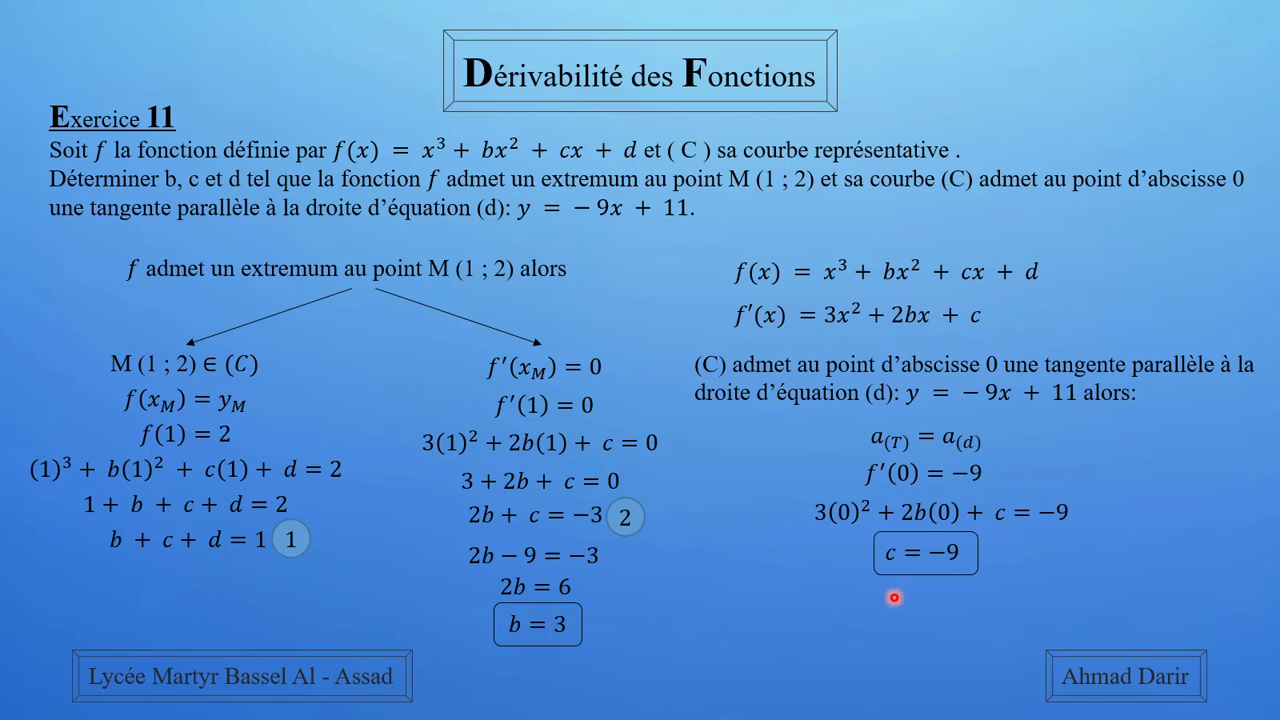 Dérivabilité des Fonctions
Exercice 11
Soit f la fonction définie par f(x) = x³ + bx² + cx + d et ( C ) sa courbe représentative .
Déterminer b, c et d tel que la fonction f admet un extremum au point M (1 ; 2) et sa courbe (C) admet au point d’abscisse 0
une tangente parallèle à la droite d’équation (d): y = − 9x + 11.
f admet un extremum au point M (1 ; 2) alors
M (1 ; 2) ∈ (C)
f(x_M) = y_M
f(1) = 2
(1)³ + b(1)² + c(1) + d = 2
1 + b + c + d = 2
b + c + d = 1 1
f′(x_M) = 0
f′(1) = 0
3(1)² + 2b(1) + c = 0
3 + 2b + c = 0
2b + c = −3 2
2b − 9 = −3
2b = 6
b = 3
f(x) = x³ + bx² + cx + d
f′(x) = 3x² + 2bx + c
(C) admet au point d’abscisse 0 une tangente parallèle à la
droite d’équation (d): y = − 9x + 11 alors:
a_(T) = a_(d)
f′(0) = −9
3(0)² + 2b(0) + c = −9
c = −9
Lycée Martyr Bassel Al - Assad
Ahmad Darir